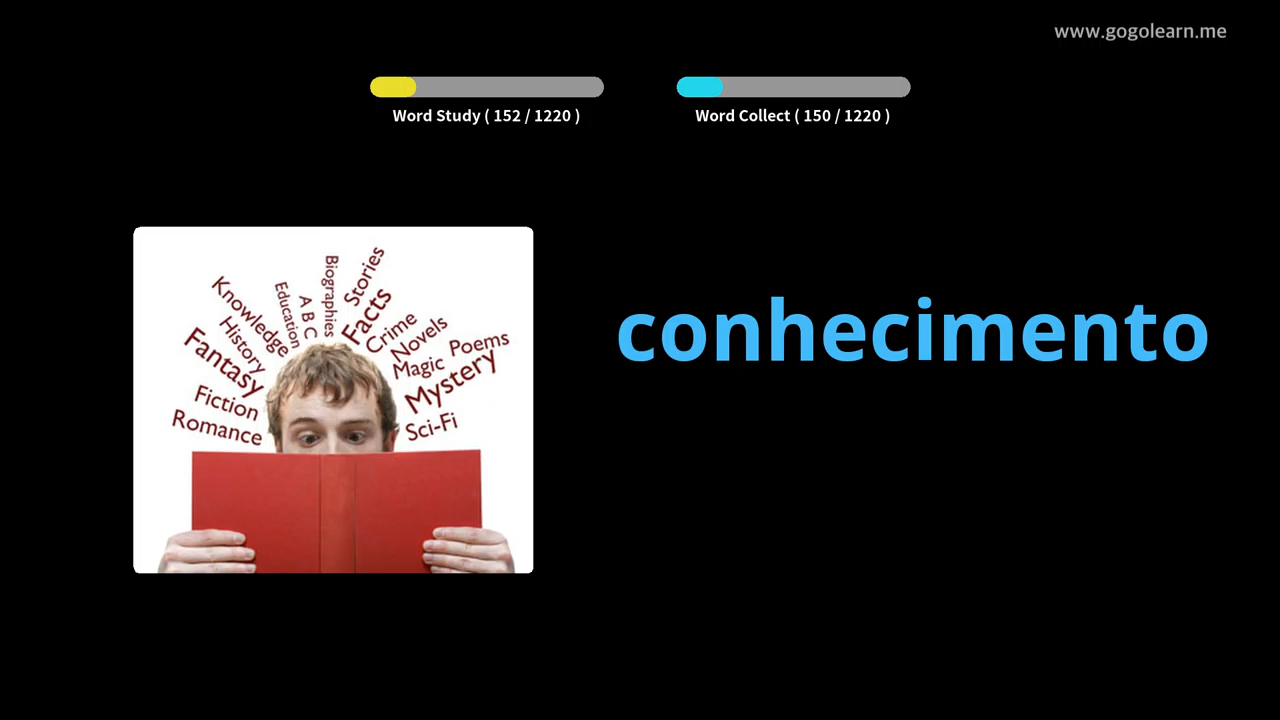 www.gogolearn.me
Word Study ( 152 / 1220 )
Word Collect ( 150 / 1220 )
Romance
Fiction
Fantasy
History
Knowledge
Education
A B C
Biographies
Stories
Facts
Crime
Novels
Magic
Poems
Mystery
Sci-Fi
conhecimento